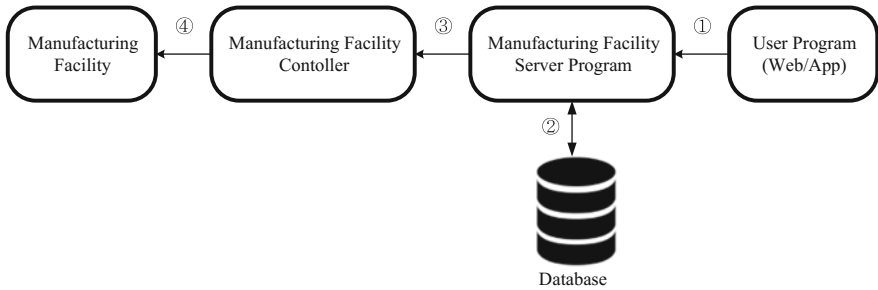 ④
③
①
Manufacturing
Facility
Manufacturing Facility
Contoller
Manufacturing Facility
Server Program
User Program
(Web/App)
②
Database